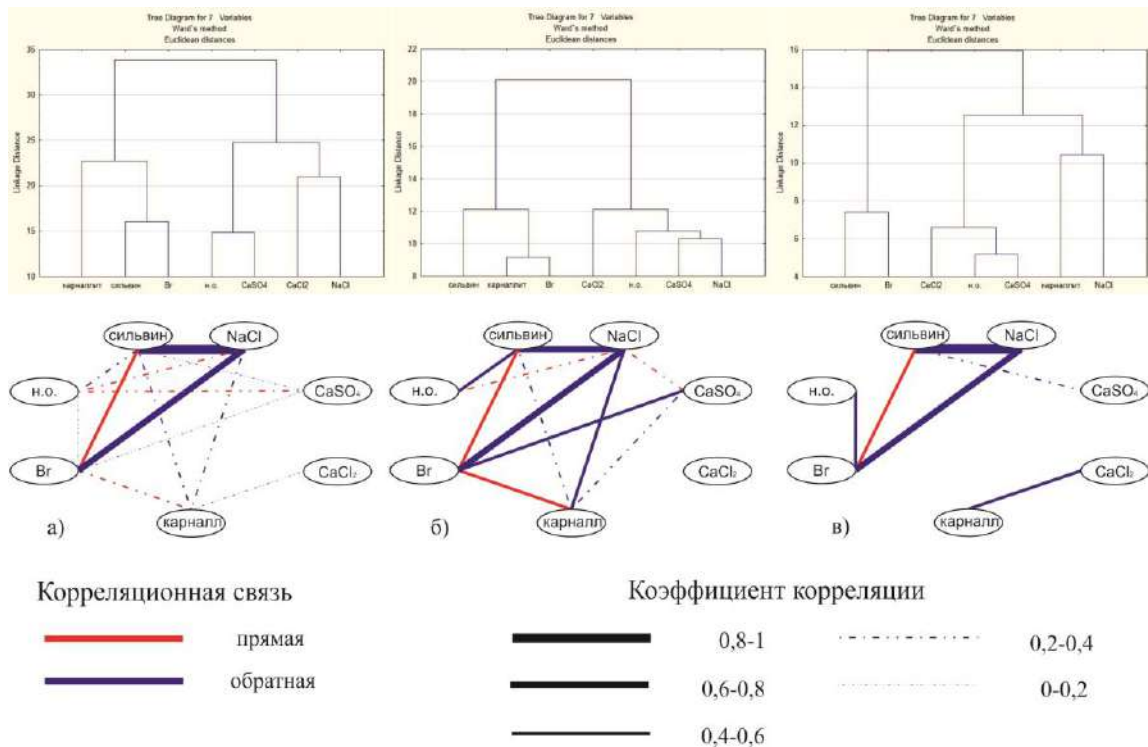 Tree Diagram for 7 Variables
Ward's method
Euclidean distances
Linkage Distance
35
30
25
20
15
10
карналлит сильвин Br н.о. CaSO4 CaCl2 NaCl
Tree Diagram for 7 Variables
Ward's method
Euclidean distances
Linkage Distance
22
20
18
16
14
12
10
8
сильвин карналлит Br CaCl2 н.о. CaSO4 NaCl
Tree Diagram for 7 Variables
Ward's method
Euclidean distances
Linkage Distance
16
14
12
10
8
6
4
сильвин Br CaCl2 н.о. CaSO4 карналлит NaCl
сильвин NaCl
н.о. CaSO₄
Br CaCl₂
карналл
а)
сильвин NaCl
н.о. CaSO₄
Br CaCl₂
карналл
б)
сильвин NaCl
н.о. CaSO₄
Br CaCl₂
карналл
в)
Корреляционная связь
прямая
обратная
Коэффициент корреляции
0,8-1 0,2-0,4
0,6-0,8 0-0,2
0,4-0,6